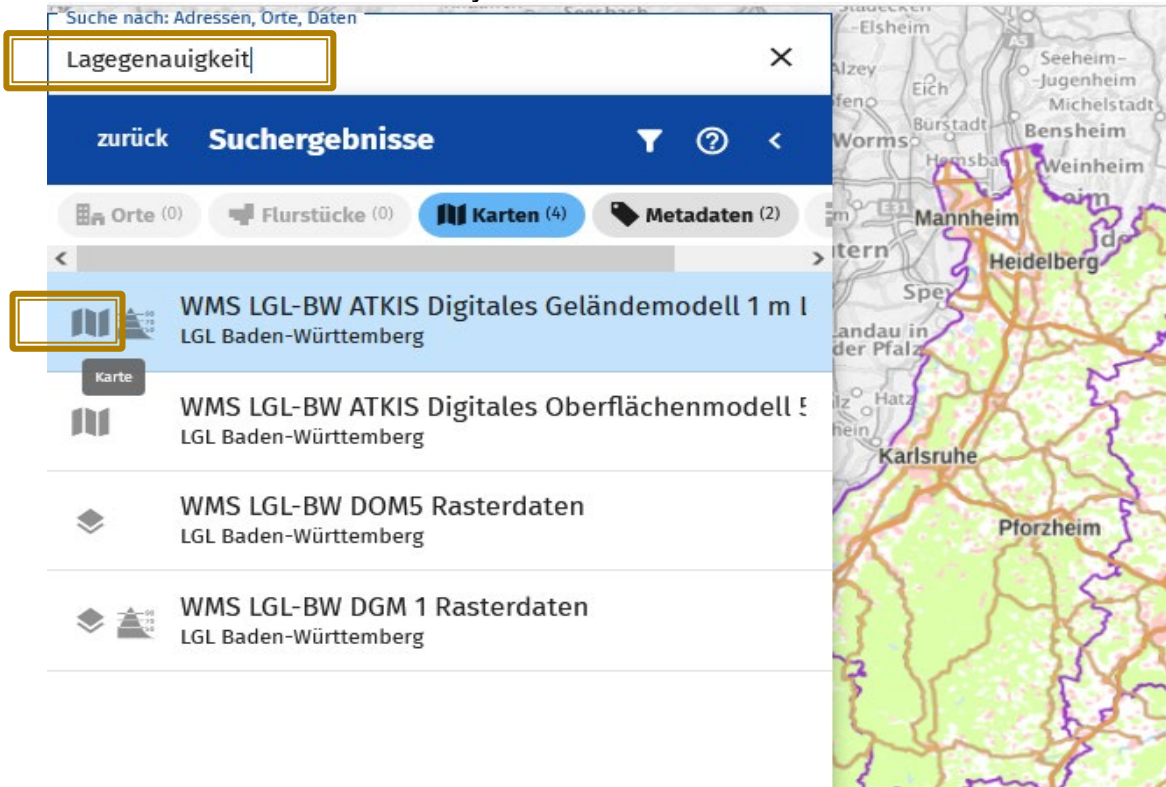 Suche nach: Adressen, Orte, Daten
Lagegenauigkeit
zurück Suchergebnisse
Orte (0) Flurstücke (0) Karten (4) Metadaten (2)
WMS LGL-BW ATKIS Digitales Geländemodell 1 m
LGL Baden-Württemberg
Karte
WMS LGL-BW ATKIS Digitales Oberflächenmodell
LGL Baden-Württemberg
WMS LGL-BW DOM5 Rasterdaten
LGL Baden-Württemberg
WMS LGL-BW DGM 1 Rasterdaten
LGL Baden-Württemberg
-Elsheim
A5
Seeheim-
-Jugenheim
Alzey
Eich
Michelstadt
Bürstadt
Bensheim
Worms
Weinheim
E31
Mannheim
Heidelberg
Landau in
der Pfalz
Karlsruhe
Pforzheim